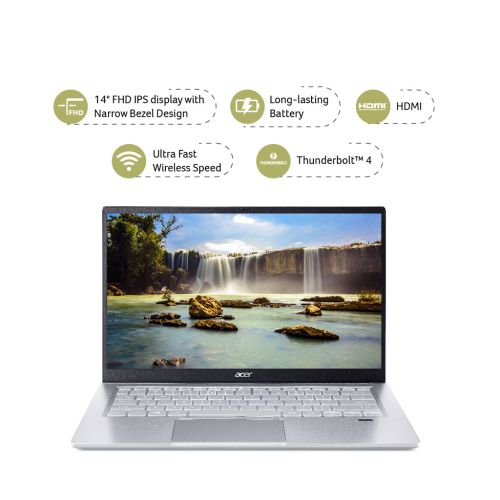 FHD
14" FHD IPS display with
Narrow Bezel Design
Long-lasting
Battery
HDMI
HDMI
Ultra Fast
Wireless Speed
THUNDERBOLT
Thunderbolt™ 4
acer